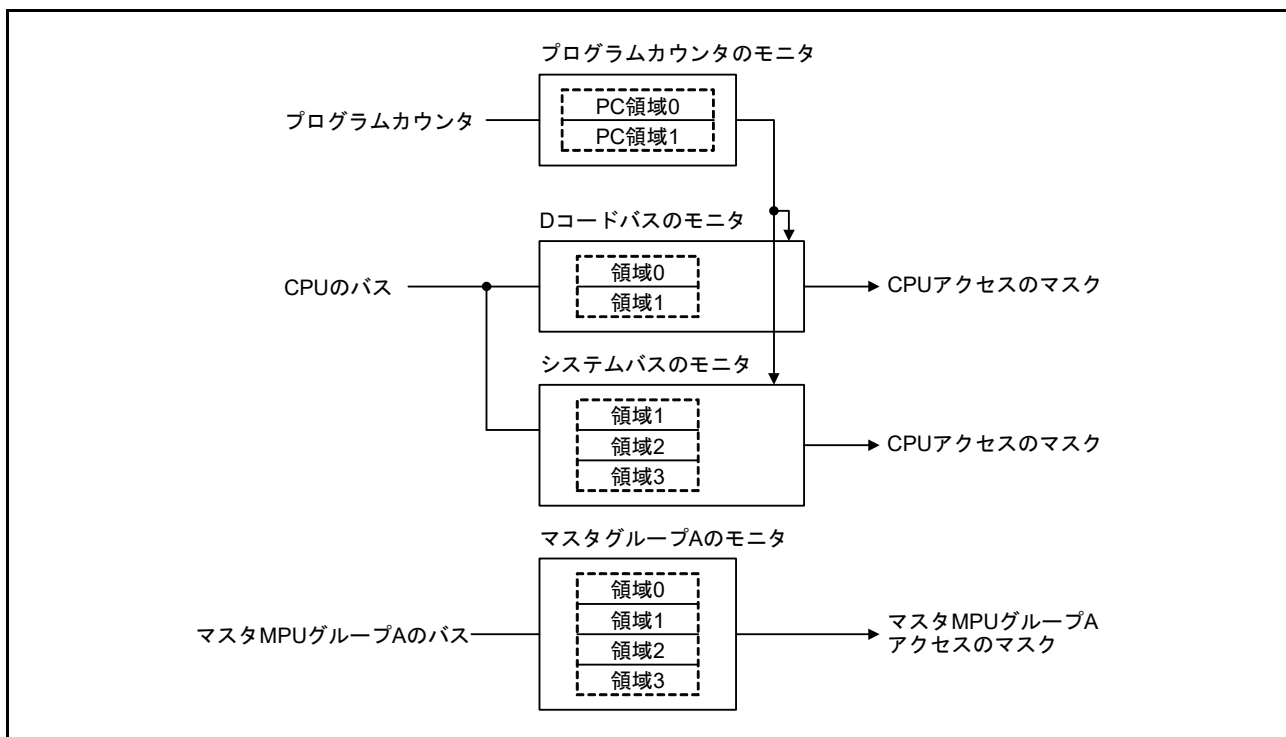 プログラムカウンタのモニタ
プログラムカウンタ
PC領域0
PC領域1
Dコードバスのモニタ
CPUのバス
領域0
領域1
CPUアクセスのマスク
システムバスのモニタ
領域1
領域2
領域3
CPUアクセスのマスク
マスタグループAのモニタ
マスタMPUグループAのバス
領域0
領域1
領域2
領域3
マスタMPUグループA
アクセスのマスク